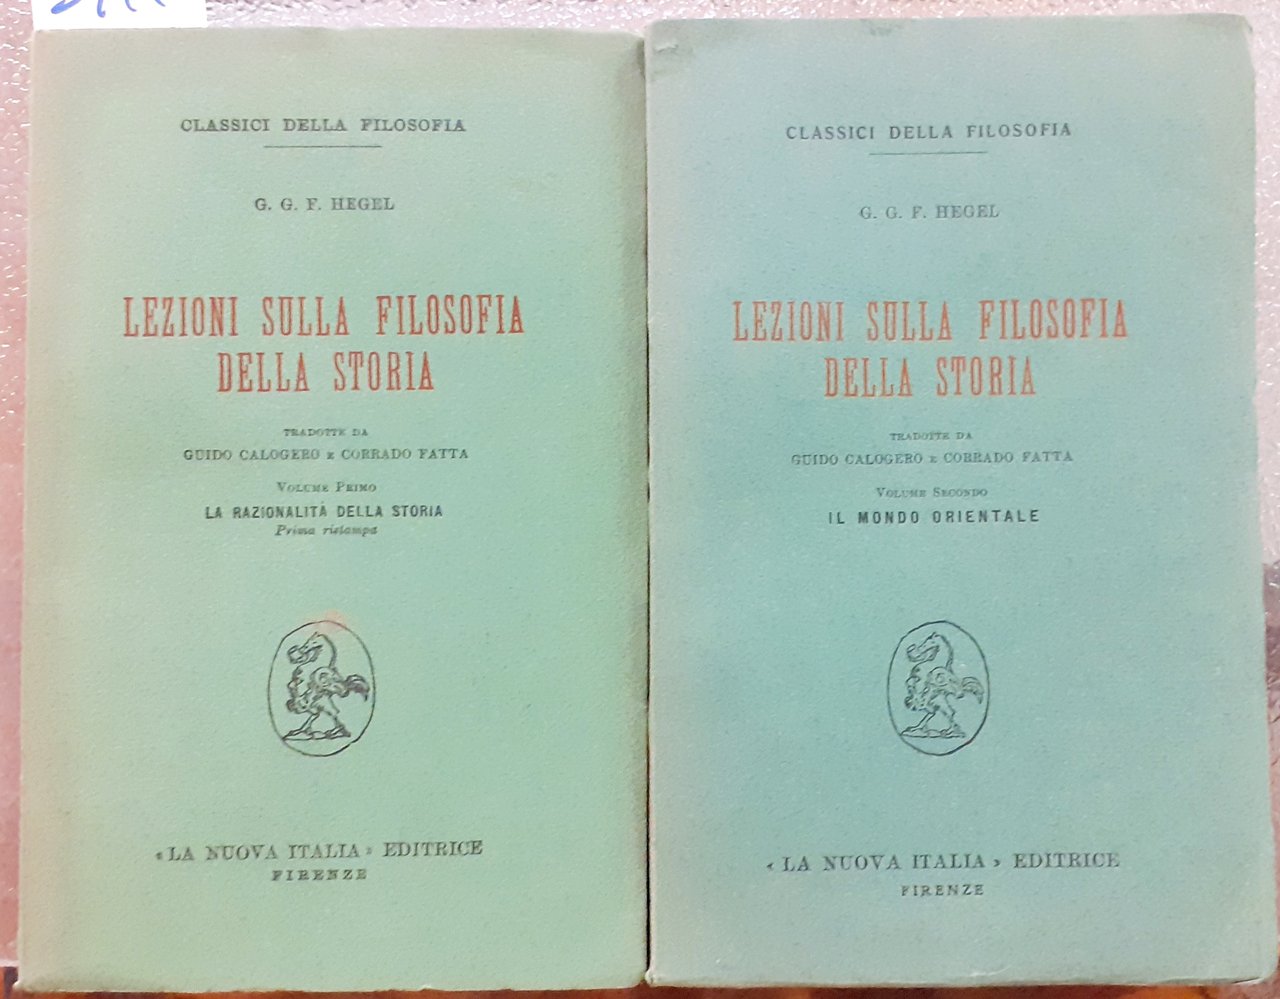 CLASSICI DELLA FILOSOFIA
G. G. F. HEGEL
LEZIONI SULLA FILOSOFIA
DELLA STORIA
TRADOTTE DA
GUIDO CALOGERO E CORRADO FATTA
VOLUME PRIMO
LA RAZIONALITÀ DELLA STORIA
Prima ristampa
«LA NUOVA ITALIA» EDITRICE
FIRENZE
CLASSICI DELLA FILOSOFIA
G. G. F. HEGEL
LEZIONI SULLA FILOSOFIA
DELLA STORIA
TRADOTTE DA
GUIDO CALOGERO E CORRADO FATTA
VOLUME SECONDO
IL MONDO ORIENTALE
« LA NUOVA ITALIA » EDITRICE
FIRENZE